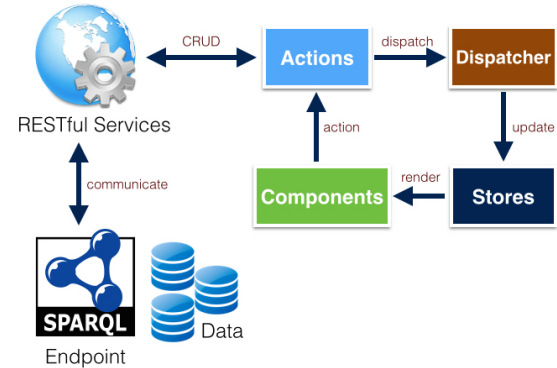 CRUD
Actions
dispatch
Dispatcher
RESTful Services
action
update
communicate
Components
render
Stores
SPARQL
Data
Endpoint